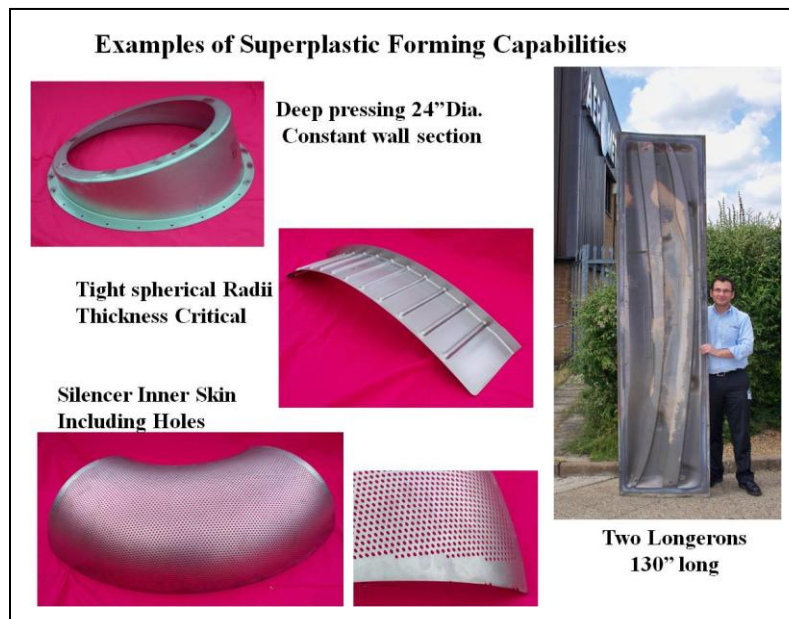 Examples of Superplastic Forming Capabilities
Deep pressing 24”Dia.
Constant wall section
Tight spherical Radii
Thickness Critical
Silencer Inner Skin
Including Holes
Two Longerons
130” long